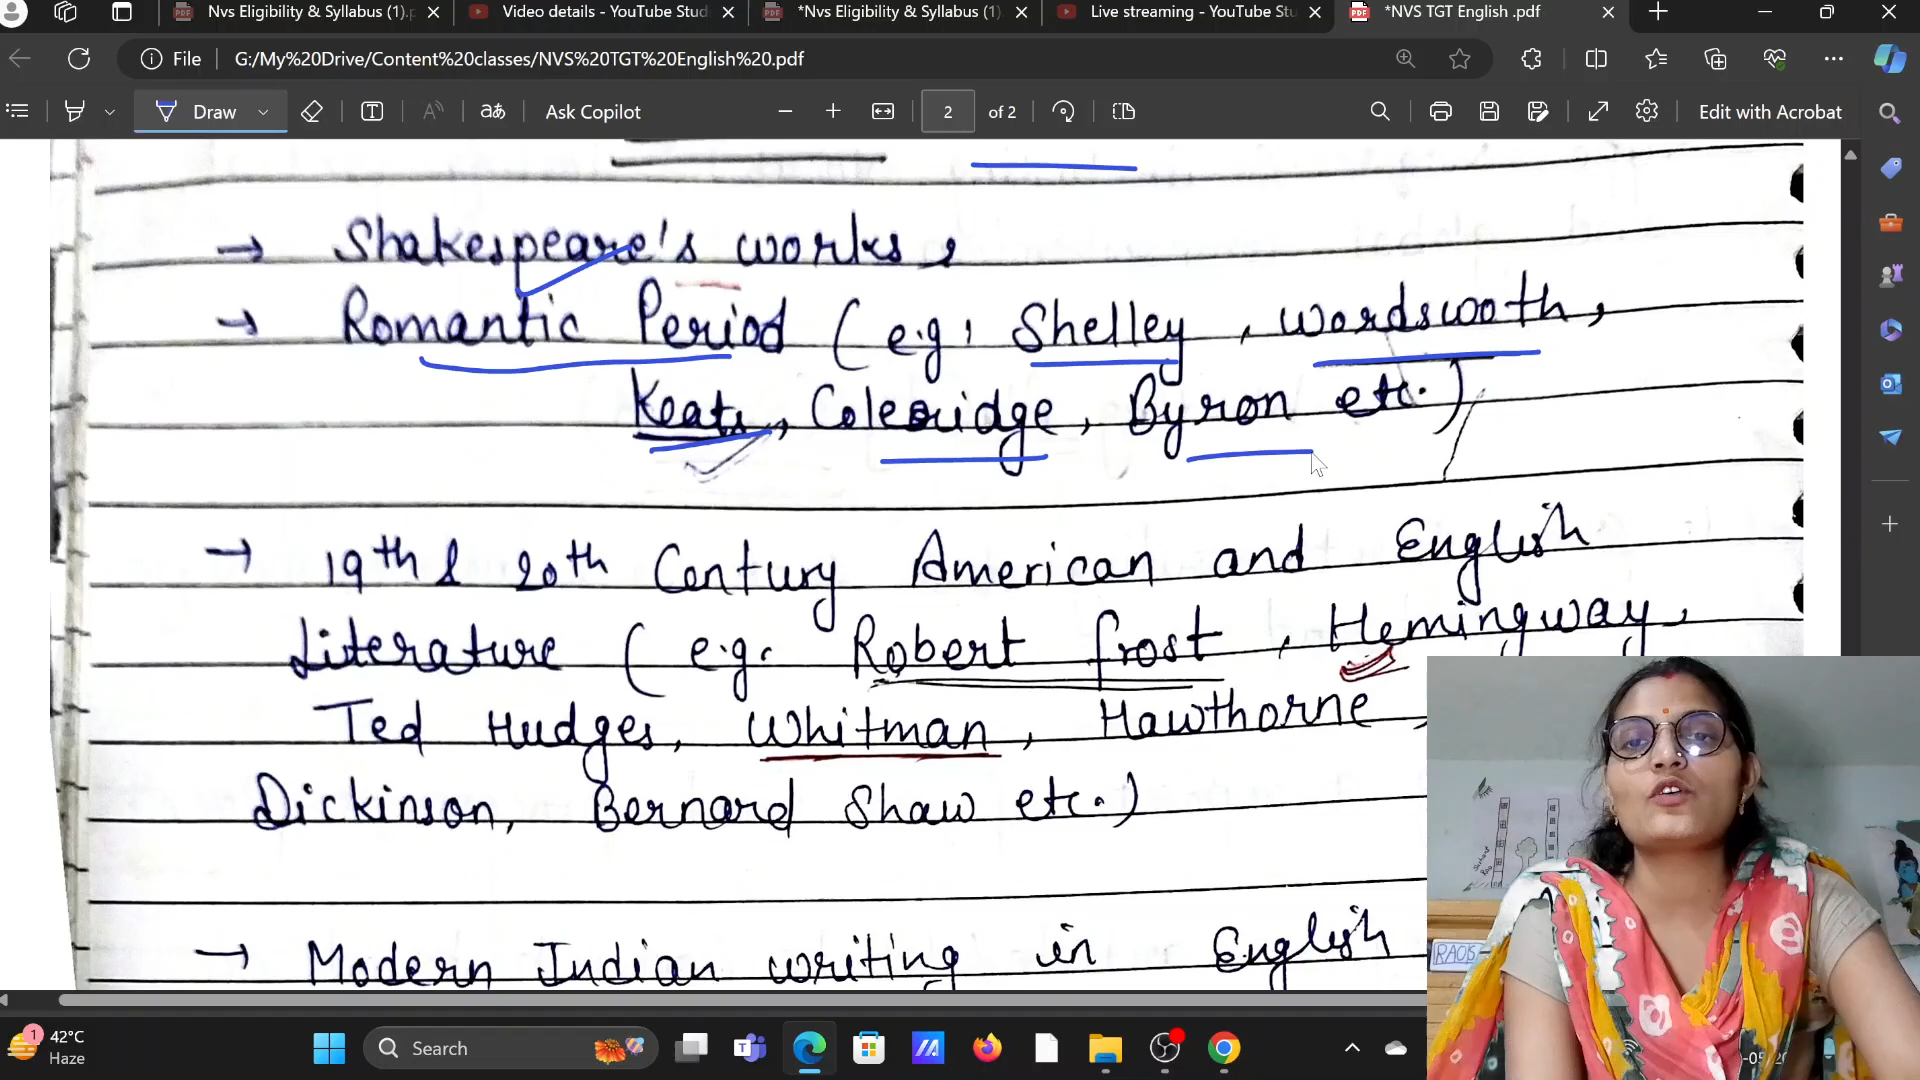 Nvs Eligibility & Syllabus (1).p
Video details - YouTube Stud
*Nvs Eligibility & Syllabus (1)
Live streaming - YouTube Stu
*NVS TGT English .pdf
File
G:/My%20Drive/Content%20classes/NVS%20TGT%20English%20.pdf
Draw
Ask Copilot
2 of 2
Edit with Acrobat
→ Shakespeare's works,
→ Romantic Period (e.g. Shelley, Wordswoth,
Keats, Coleridge, Byron etc.)
→ 19th & 20th Century American and English
Literature (e.g. Robert frost, Hemingway,
Ted Hudges, Whitman, Hawthorne
Dickinson, Bernard Shaw etc.)
→ Modern Indian writing in English
1
42°C
Haze
Search